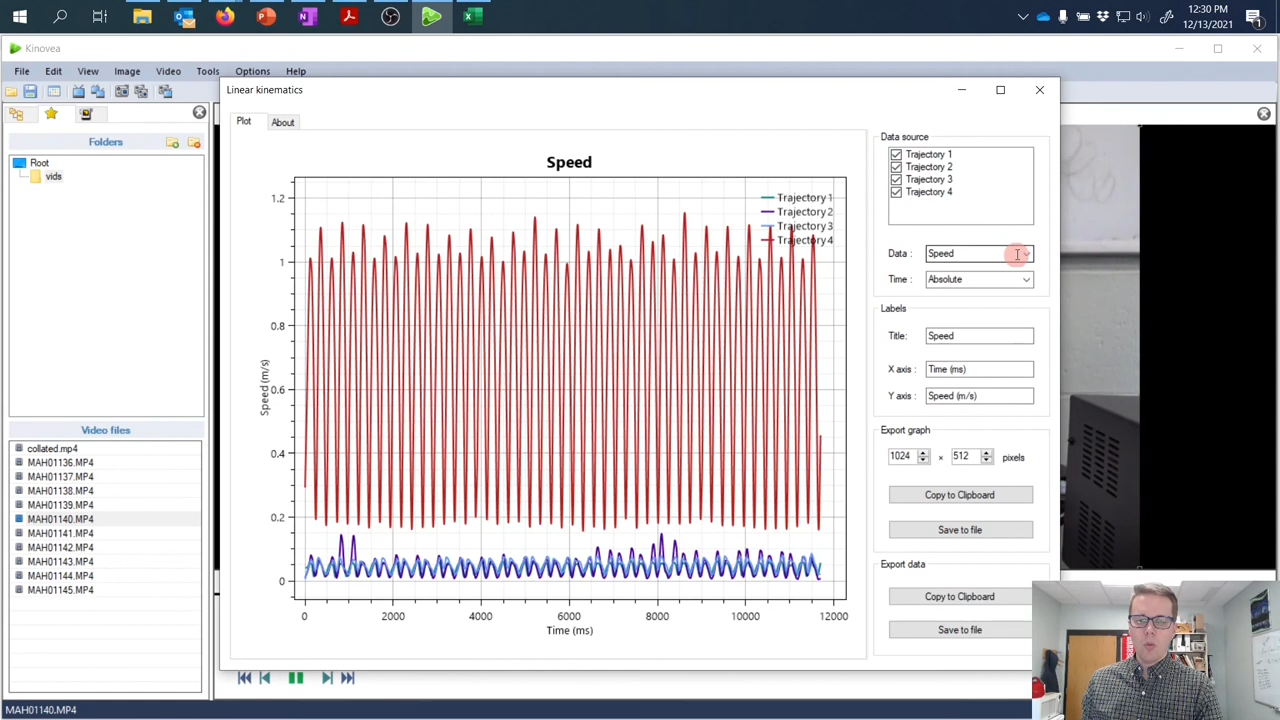 12:30 PM
12/13/2021
1
Kinovea
File Edit View Image Video Tools Options Help
Linear kinematics
Plot About
Folders
Root
vids
Video files
collated.mp4
MAH01136.MP4
MAH01137.MP4
MAH01138.MP4
MAH01139.MP4
MAH01140.MP4
MAH01141.MP4
MAH01142.MP4
MAH01143.MP4
MAH01144.MP4
MAH01145.MP4
Speed
Trajectory 1
Trajectory 2
Trajectory 3
Trajectory 4
1.2
1
0.8
0.6
0.4
0.2
0
Speed (m/s)
0 2000 4000 6000 8000 10000 12000
Time (ms)
Data source
Trajectory 1
Trajectory 2
Trajectory 3
Trajectory 4
Data : Speed
Time : Absolute
Labels
Title: Speed
X axis : Time (ms)
Y axis : Speed (m/s)
Export graph
1024 × 512 pixels
Copy to Clipboard
Save to file
Export data
Copy to Clipboard
Save to file
MAH01140.MP4